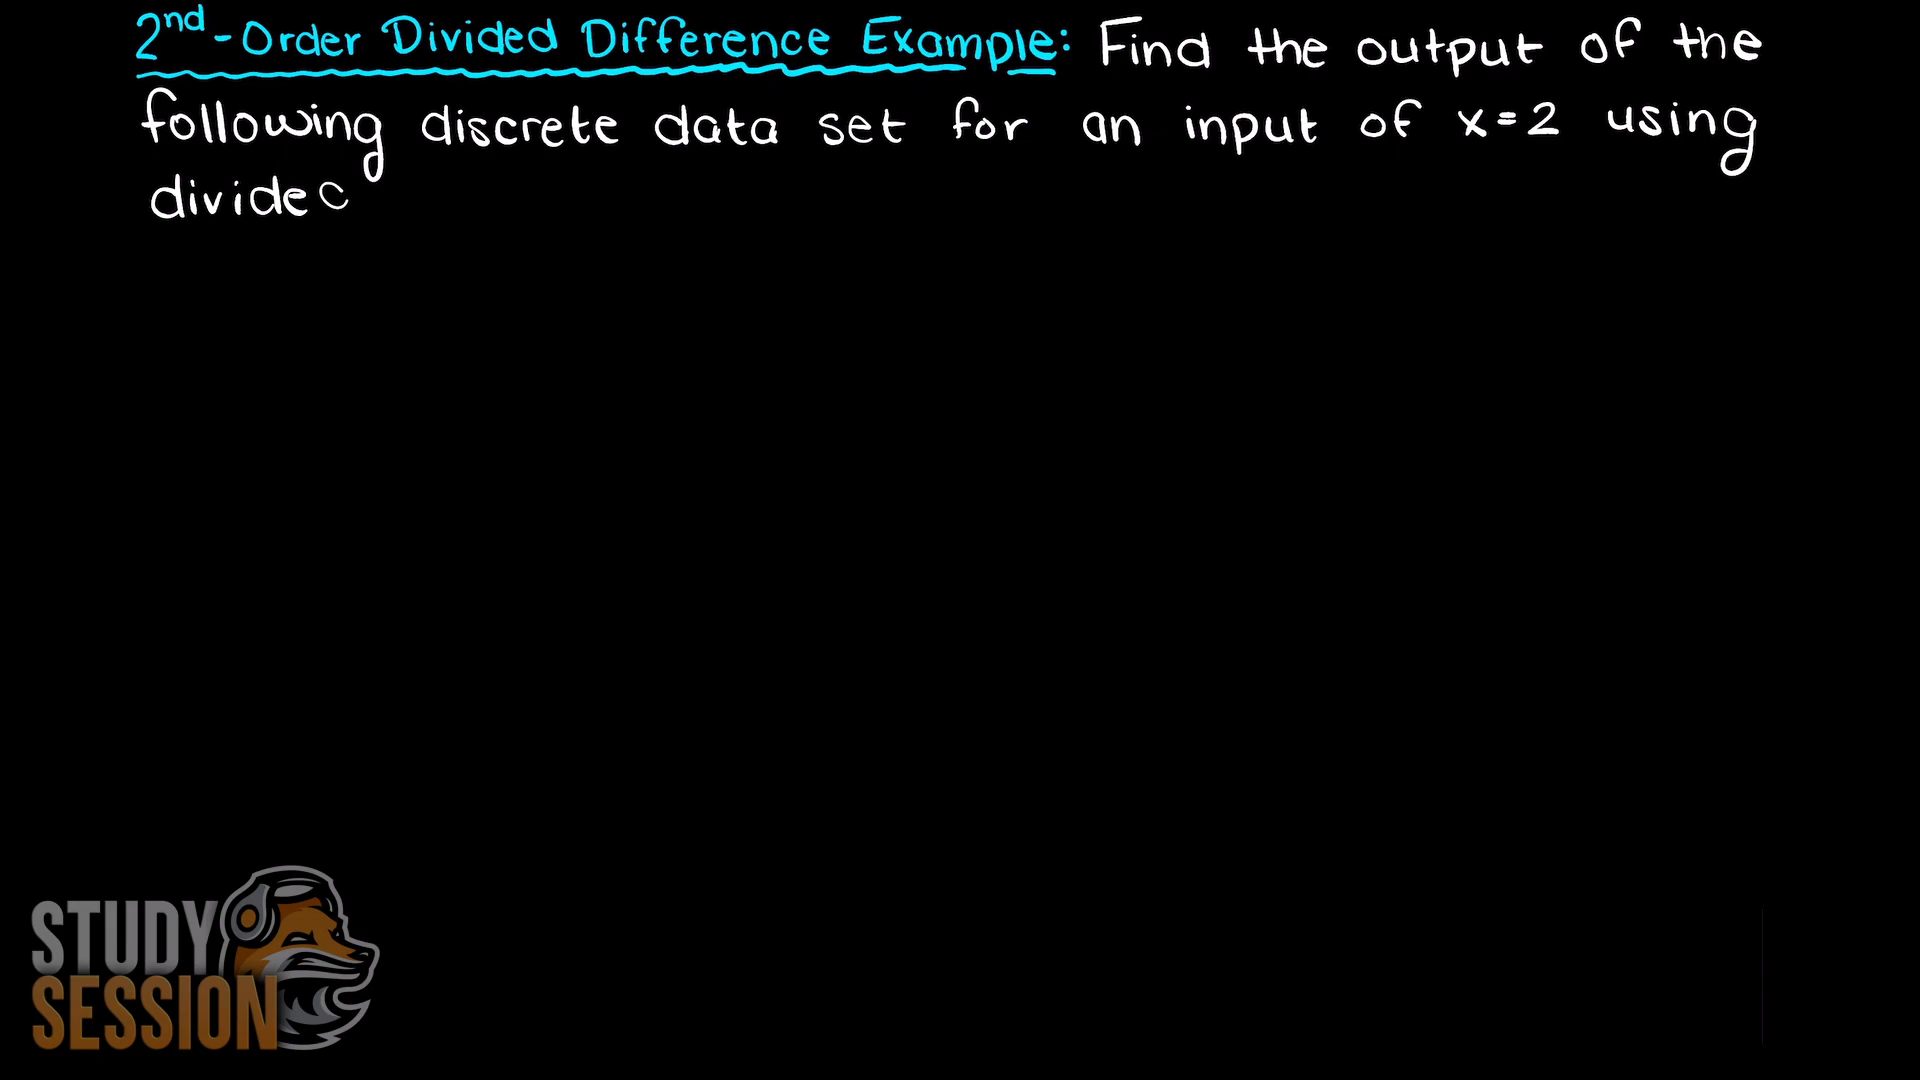 2nd-Order Divided Difference Example: Find the output of the
following discrete data set for an input of x=2 using
divide
STUDY
SESSION